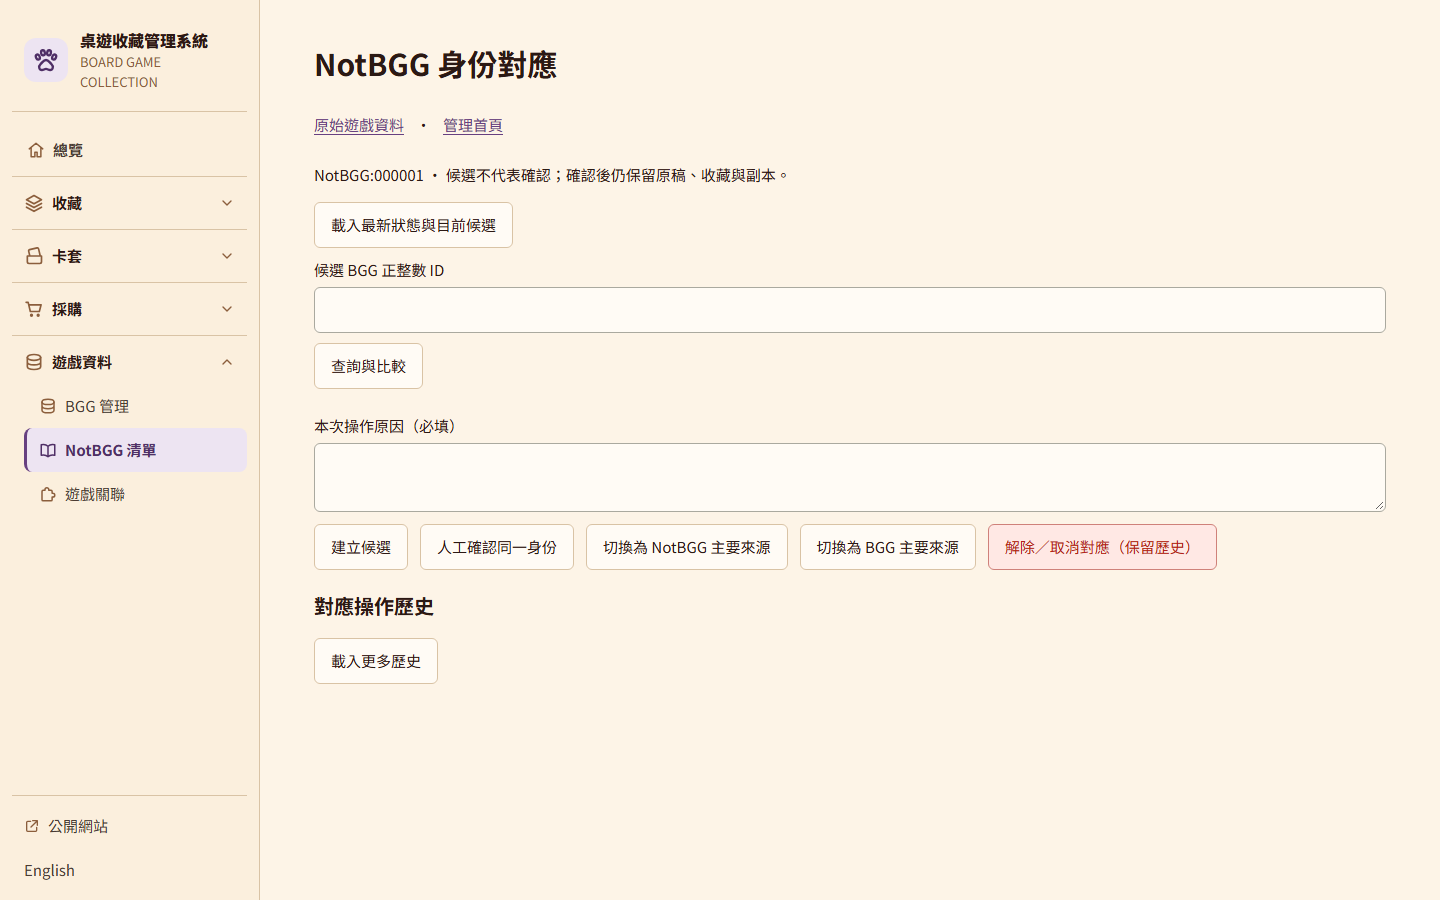 桌遊收藏管理系統
BOARD GAME
COLLECTION
總覽
收藏
卡套
採購
遊戲資料
BGG 管理
NotBGG 清單
遊戲關聯
公開網站
English
NotBGG 身份對應
原始遊戲資料 · 管理首頁
NotBGG:000001 · 候選不代表確認；確認後仍保留原稿、收藏與副本。
載入最新狀態與目前候選
候選 BGG 正整數 ID
查詢與比較
本次操作原因（必填）
建立候選 人工確認同一身份 切換為 NotBGG 主要來源 切換為 BGG 主要來源 解除／取消對應（保留歷史）
對應操作歷史
載入更多歷史